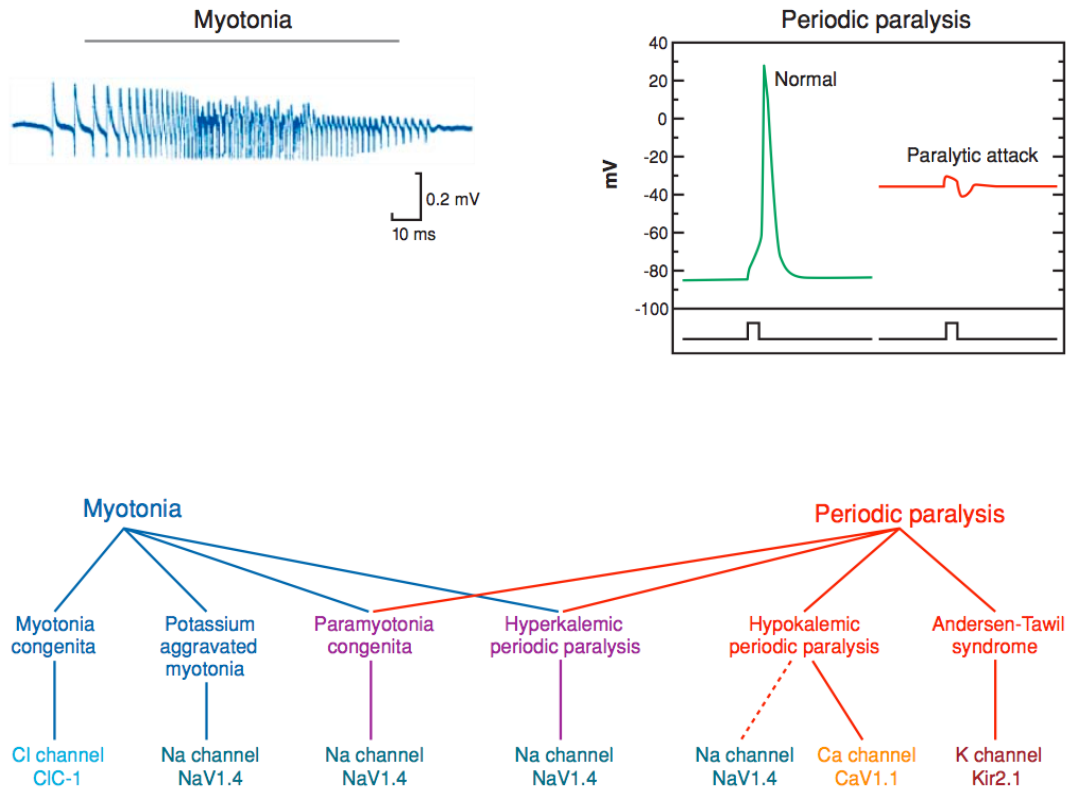 Myotonia
0.2 mV
10 ms
Periodic paralysis
mV
40
20
0
-20
-40
-60
-80
-100
Normal
Paralytic attack
Myotonia
Periodic paralysis
Myotonia
congenita
Potassium
aggravated
myotonia
Paramyotonia
congenita
Hyperkalemic
periodic paralysis
Hypokalemic
periodic paralysis
Andersen-Tawil
syndrome
Cl channel
ClC-1
Na channel
NaV1.4
Na channel
NaV1.4
Na channel
NaV1.4
Na channel
NaV1.4
Ca channel
CaV1.1
K channel
Kir2.1